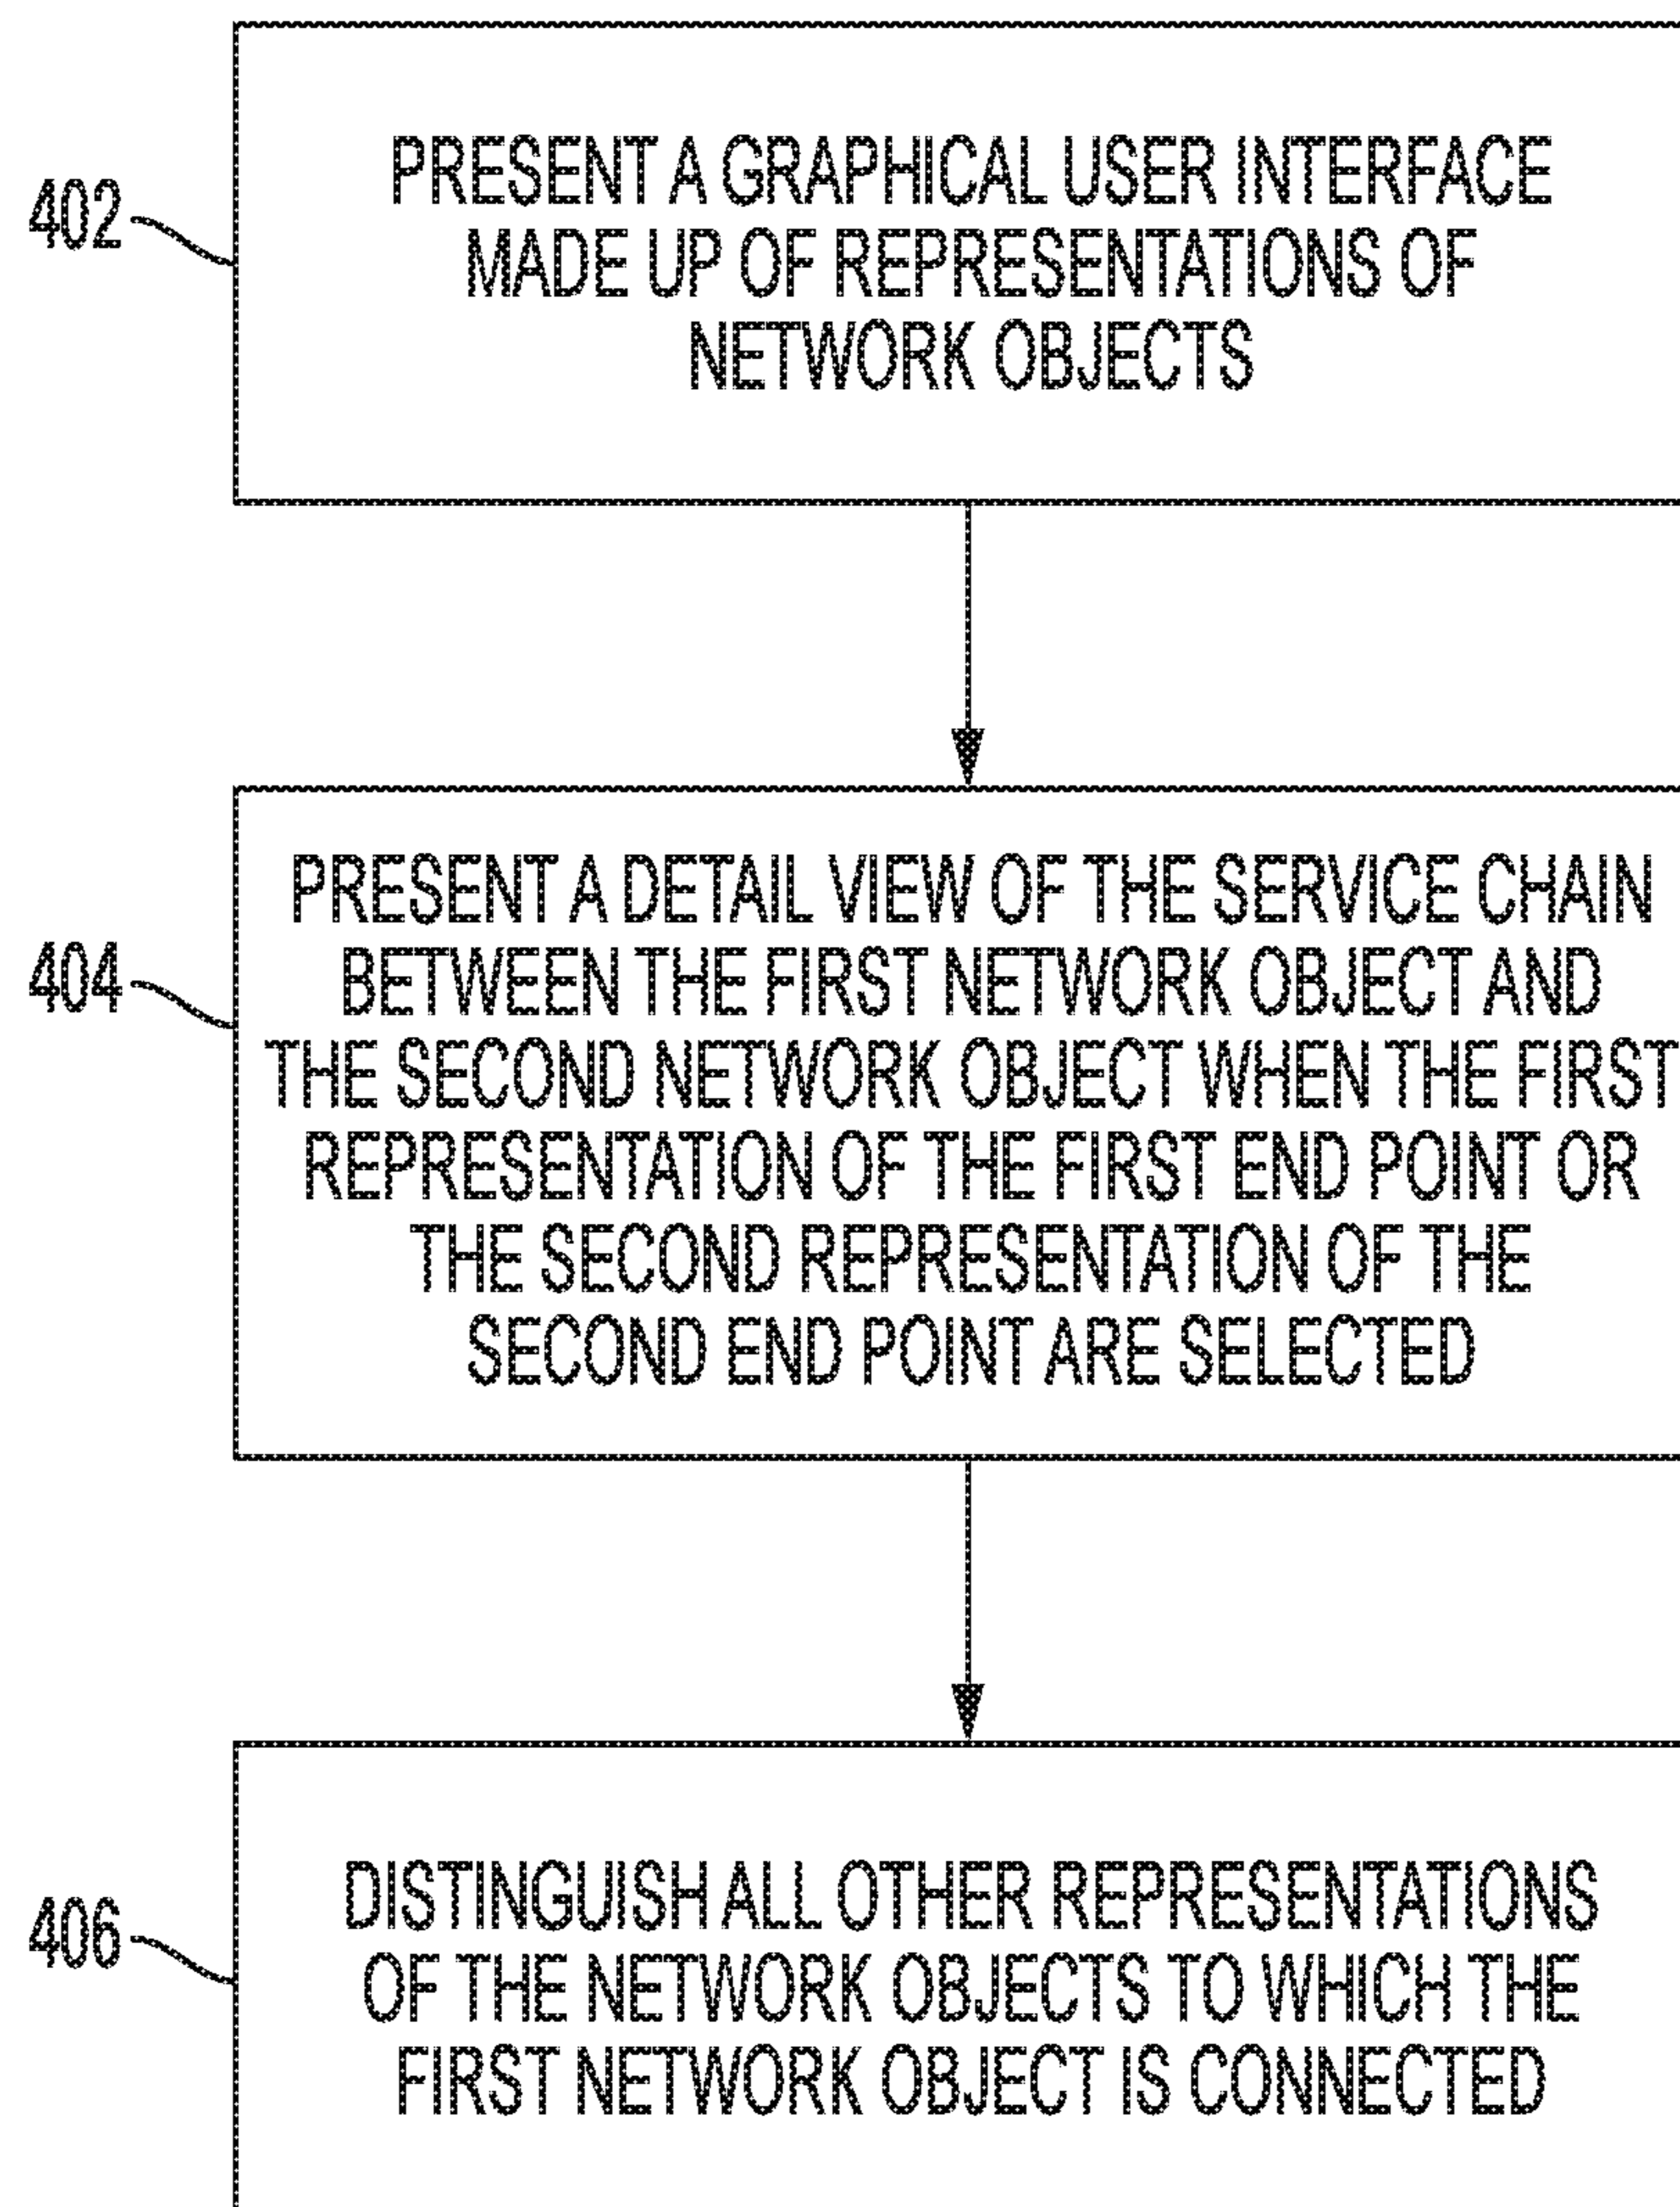 402
PRESENT A GRAPHICAL USER INTERFACE
MADE UP OF REPRESENTATIONS OF
NETWORK OBJECTS
404
PRESENT A DETAIL VIEW OF THE SERVICE CHAIN
BETWEEN THE FIRST NETWORK OBJECT AND
THE SECOND NETWORK OBJECT WHEN THE FIRST
REPRESENTATION OF THE FIRST END POINT OR
THE SECOND REPRESENTATION OF THE
SECOND END POINT ARE SELECTED
406
DISTINGUISH ALL OTHER REPRESENTATIONS
OF THE NETWORK OBJECTS TO WHICH THE
FIRST NETWORK OBJECT IS CONNECTED